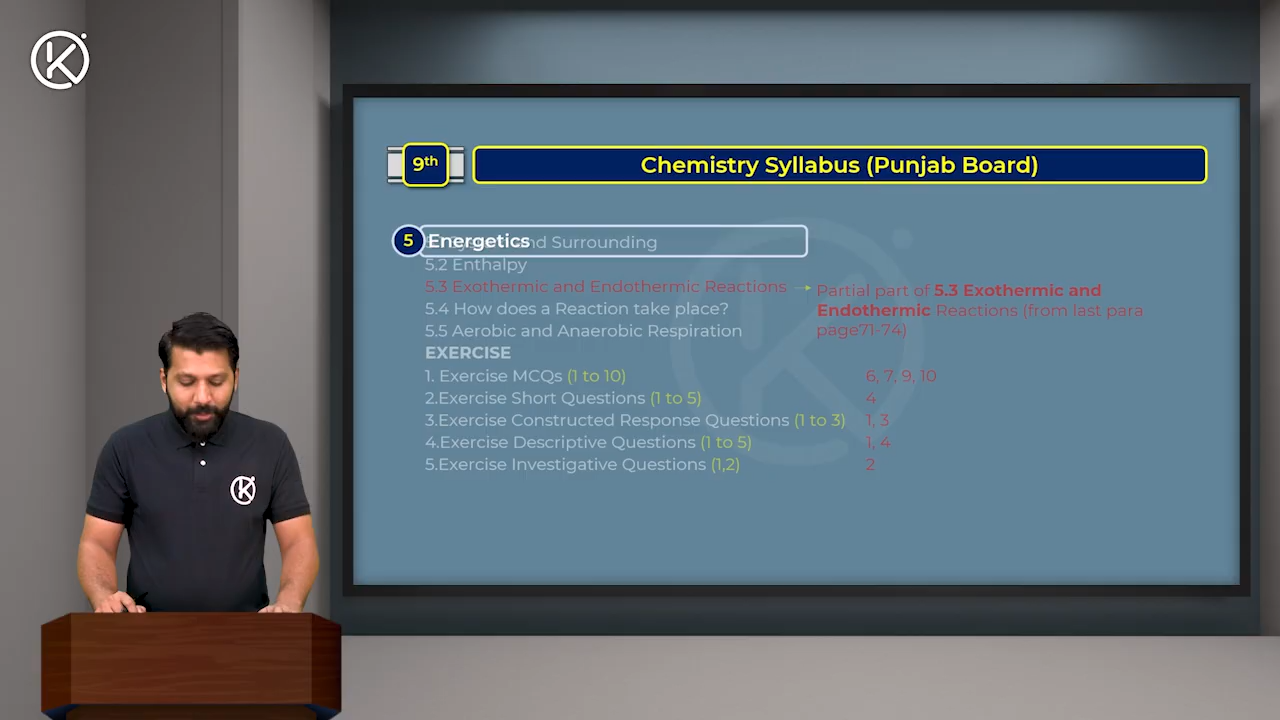 9th
Chemistry Syllabus (Punjab Board)
5
Energetics
5.1 System and Surrounding
5.2 Enthalpy
5.3 Exothermic and Endothermic Reactions
Partial part of 5.3 Exothermic and
Endothermic Reactions (from last para
page71-74)
5.4 How does a Reaction take place?
5.5 Aerobic and Anaerobic Respiration
EXERCISE
1. Exercise MCQs (1 to 10) 6, 7, 9, 10
2.Exercise Short Questions (1 to 5) 4
3.Exercise Constructed Response Questions (1 to 3) 1, 3
4.Exercise Descriptive Questions (1 to 5) 1, 4
5.Exercise Investigative Questions (1,2) 2
K
K